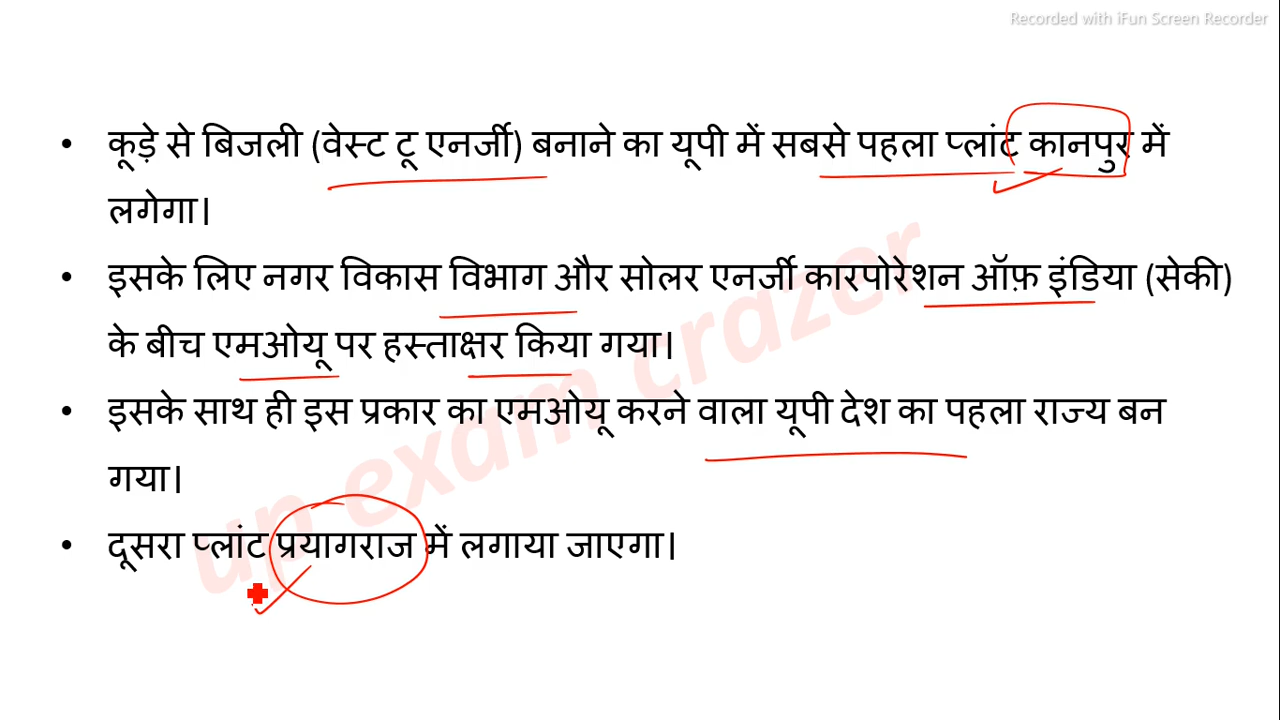 Recorded with iFun Screen Recorder
• कूड़े से बिजली (वेस्ट टू एनर्जी) बनाने का यूपी में सबसे पहला प्लांट कानपुर में
लगेगा।
• इसके लिए नगर विकास विभाग और सोलर एनर्जी कारपोरेशन ऑफ़ इंडिया (सेकी)
के बीच एमओयू पर हस्ताक्षर किया गया।
• इसके साथ ही इस प्रकार का एमओयू करने वाला यूपी देश का पहला राज्य बन
गया।
• दूसरा प्लांट प्रयागराज में लगाया जाएगा।
up exam crazer